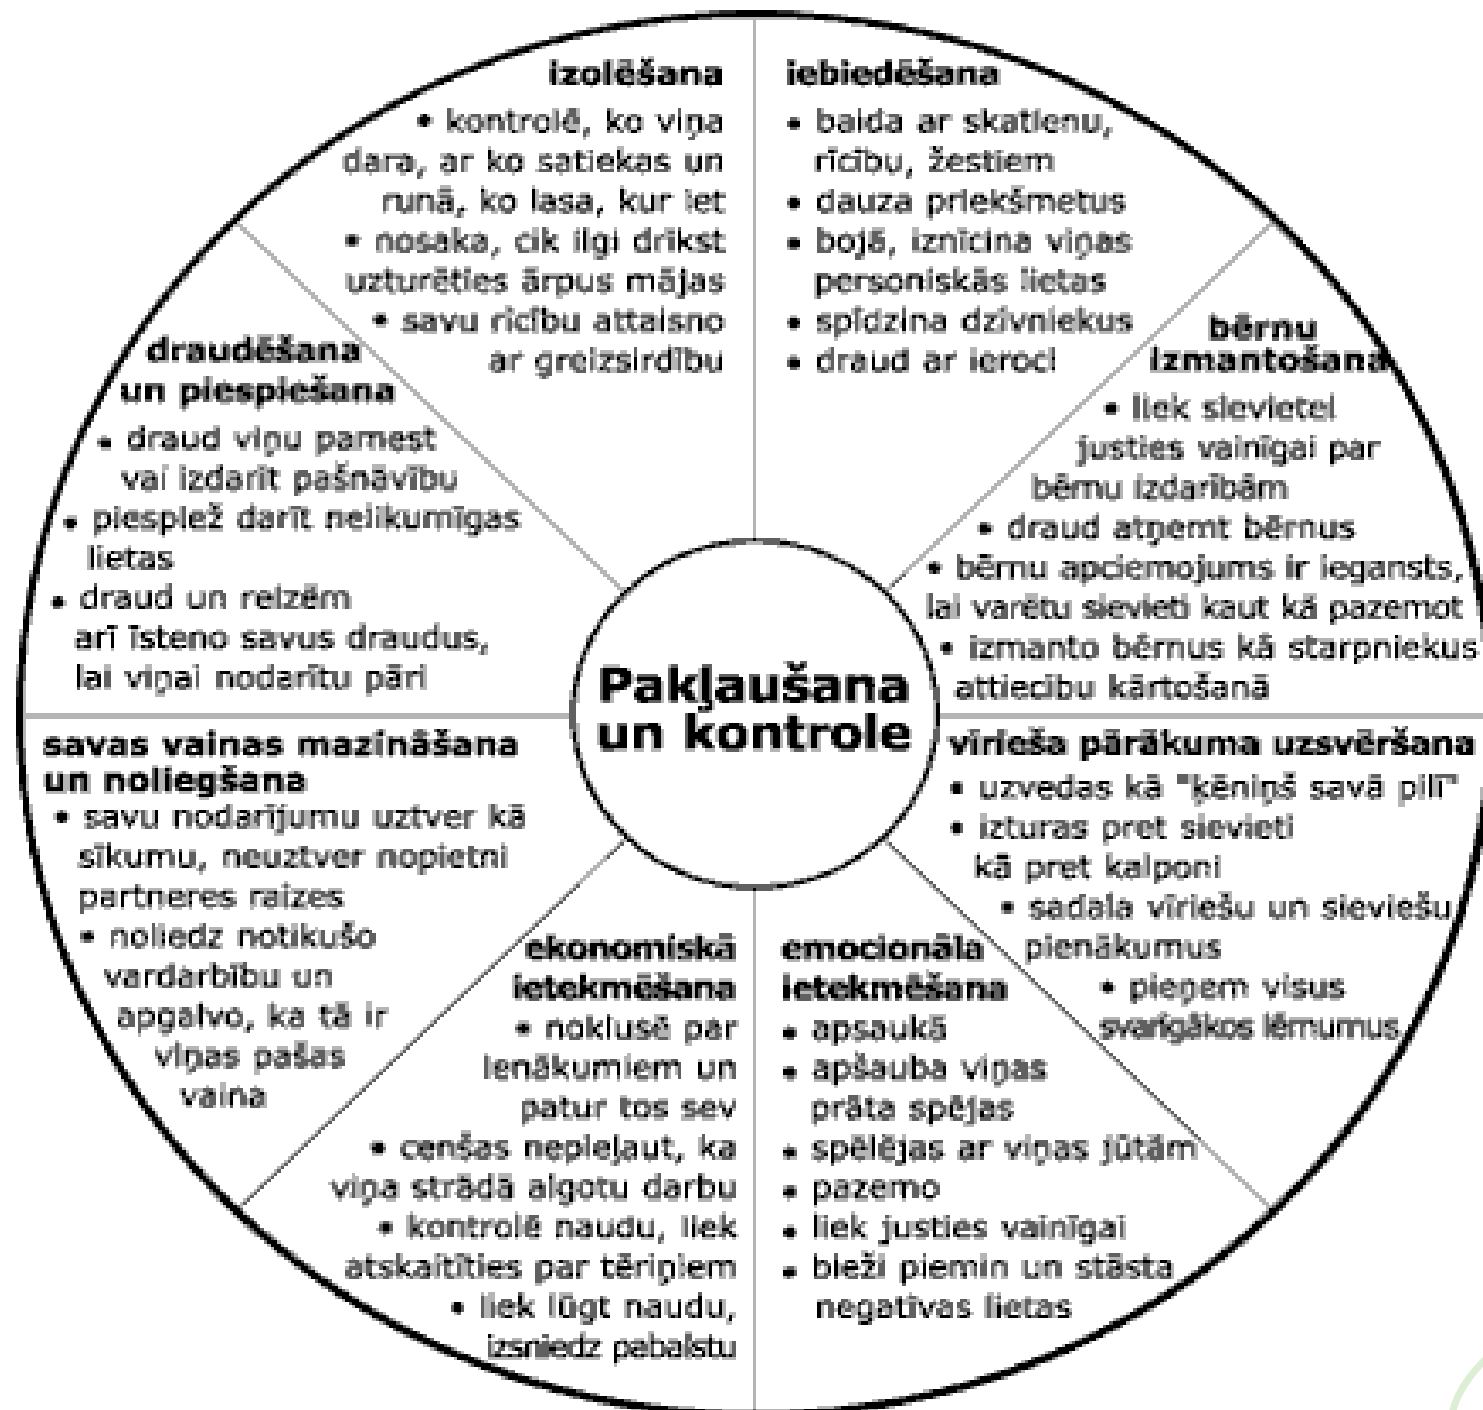 izolēšana
• kontrolē, ko viņa
dara, ar ko satiekas un
runā, ko lasa, kur iet
• nosaka, cik ilgi drīkst
uzturēties ārpus mājas
• savu rīcību attaisno
ar greizsirdību
iebiedēšana
• baida ar skatienu,
rīcību, žestiem
• dauza priekšmetus
• bojā, iznīcina viņas
personiskās lietas
• spīdzina dzīvniekus
• draud ar ieroci
bērnu
izmantošana
• liek sievietei
justies vainīgai par
bērnu izdarībām
• draud atņemt bērnus
• bērnu apciemojums ir iegansts,
lai varētu sievieti kaut kā pazemot
• izmanto bērnus kā starpniekus
attiecību kārtošanā
vīrieša pārākuma uzsvēršana
• uzvedas kā "ķēniņš savā pilī"
• izturas pret sievieti
kā pret kalponi
• sadala vīriešu un sieviešu
pienākumus
• pieņem visus
svarīgākos lēmumus
emocionāla
ietekmēšana
• apsaukā
• apšauba viņas
prāta spējas
• spēlējas ar viņas jūtām
• pazemo
• liek justies vainīgai
• bieži piemin un stāsta
negatīvas lietas
ekonomiskā
ietekmēšana
• noklusē par
ienākumiem un
patur tos sev
• cenšas nepieļaut, ka
viņa strādā algotu darbu
• kontrolē naudu, liek
atskaitīties par tēriņiem
• liek lūgt naudu,
izsniedz pabalstu
savas vainas mazināšana
un noliegšana
• savu nodarījumu uztver kā
sīkumu, neuztver nopietni
partneres raizes
• noliedz notikušo
vardarbību un
apgalvo, ka tā ir
viņas pašas
vaina
draudēšana
un piespiešana
• draud viņu pamest
vai izdarīt pašnāvību
• piespiež darīt nelikumīgas
lietas
• draud un reizēm
arī īsteno savus draudus,
lai viņai nodarītu pāri
Pakļaušana
un kontrole